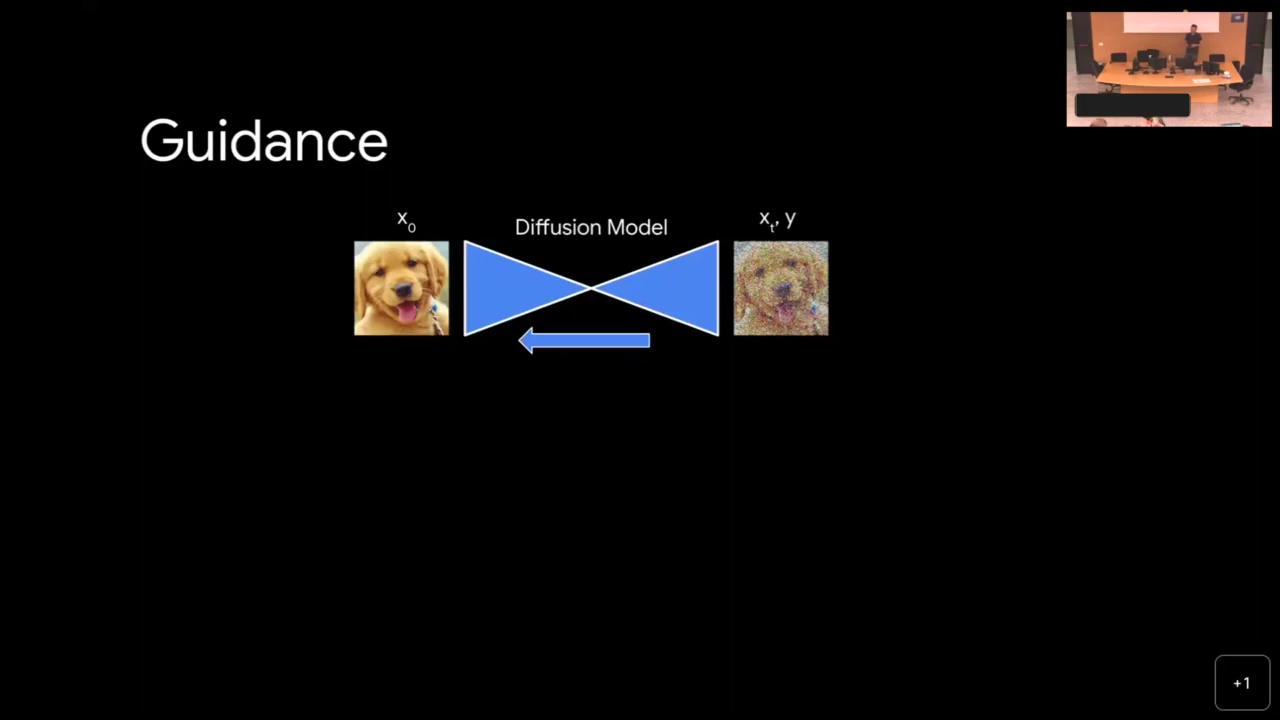 Guidance
x₀
Diffusion Model
xₜ, y
+1